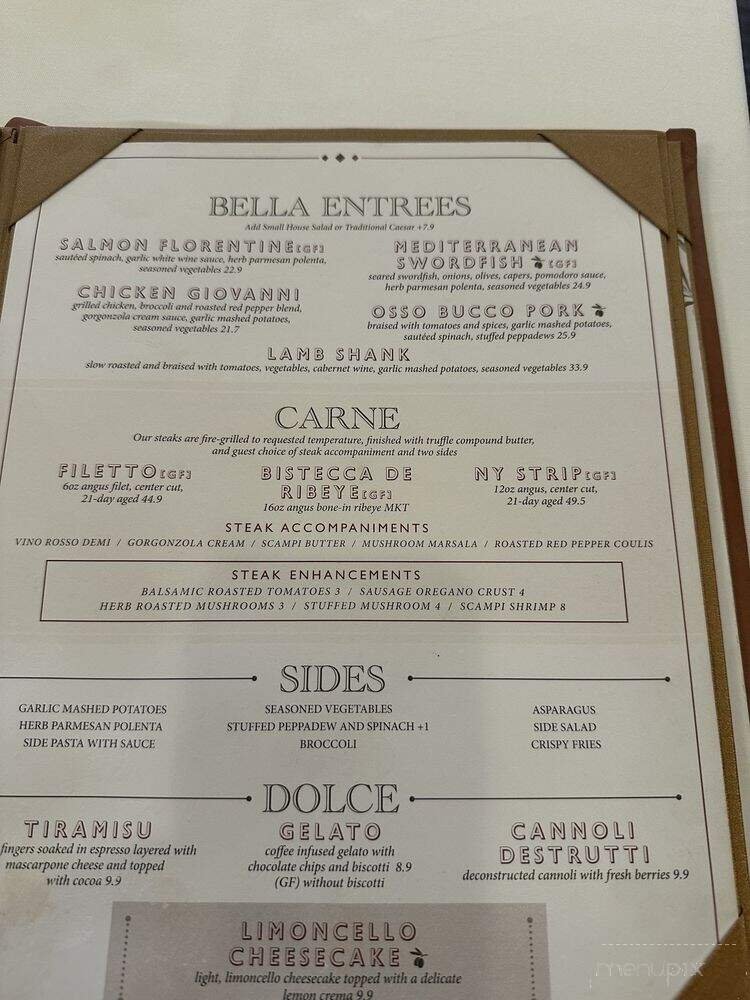 BELLA ENTREES
Add Small House Salad or Traditional Caesar +7.9
SALMON FLORENTINE[GF]
sautéed spinach, garlic white wine sauce, herb parmesan polenta,
seasoned vegetables 22.9
CHICKEN GIOVANNI
grilled chicken, broccoli and roasted red pepper blend,
gorgonzola cream sauce, garlic mashed potatoes,
seasoned vegetables 21.7
MEDITERRANEAN
SWORDFISH [GF]
seared swordfish, onions, olives, capers, pomodoro sauce,
herb parmesan polenta, seasoned vegetables 24.9
OSSO BUCCO PORK
braised with tomatoes and spices, garlic mashed potatoes,
sautéed spinach, stuffed peppadews 25.9
LAMB SHANK
slow roasted and braised with tomatoes, vegetables, cabernet wine, garlic mashed potatoes, seasoned vegetables 33.9
CARNE
Our steaks are fire-grilled to requested temperature, finished with truffle compound butter,
and guest choice of steak accompaniment and two sides
FILETTO[GF]
6oz angus filet, center cut,
21-day aged 44.9
BISTECCA DE
RIBEYE[GF]
16oz angus bone-in ribeye MKT
NY STRIP[GF]
12oz angus, center cut,
21-day aged 49.5
STEAK ACCOMPANIMENTS
VINO ROSSO DEMI / GORGONZOLA CREAM / SCAMPI BUTTER / MUSHROOM MARSALA / ROASTED RED PEPPER COULIS
STEAK ENHANCEMENTS
BALSAMIC ROASTED TOMATOES 3 / SAUSAGE OREGANO CRUST 4
HERB ROASTED MUSHROOMS 3 / STUFFED MUSHROOM 4 / SCAMPI SHRIMP 8
SIDES
GARLIC MASHED POTATOES
HERB PARMESAN POLENTA
SIDE PASTA WITH SAUCE
SEASONED VEGETABLES
STUFFED PEPPADEW AND SPINACH +1
BROCCOLI
ASPARAGUS
SIDE SALAD
CRISPY FRIES
DOLCE
TIRAMISU
fingers soaked in espresso layered with
mascarpone cheese and topped
with cocoa 9.9
GELATO
coffee infused gelato with
chocolate chips and biscotti 8.9
(GF) without biscotti
CANNOLI
DESTRUTTI
deconstructed cannoli with fresh berries 9.9
LIMONCELLO
CHEESECAKE
light, limoncello cheesecake topped with a delicate
lemon crema 9.9
menupix